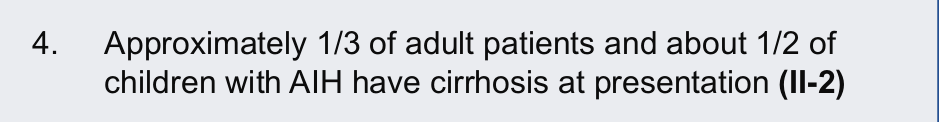 4. Approximately 1/3 of adult patients and about 1/2 of
children with AIH have cirrhosis at presentation (II-2)